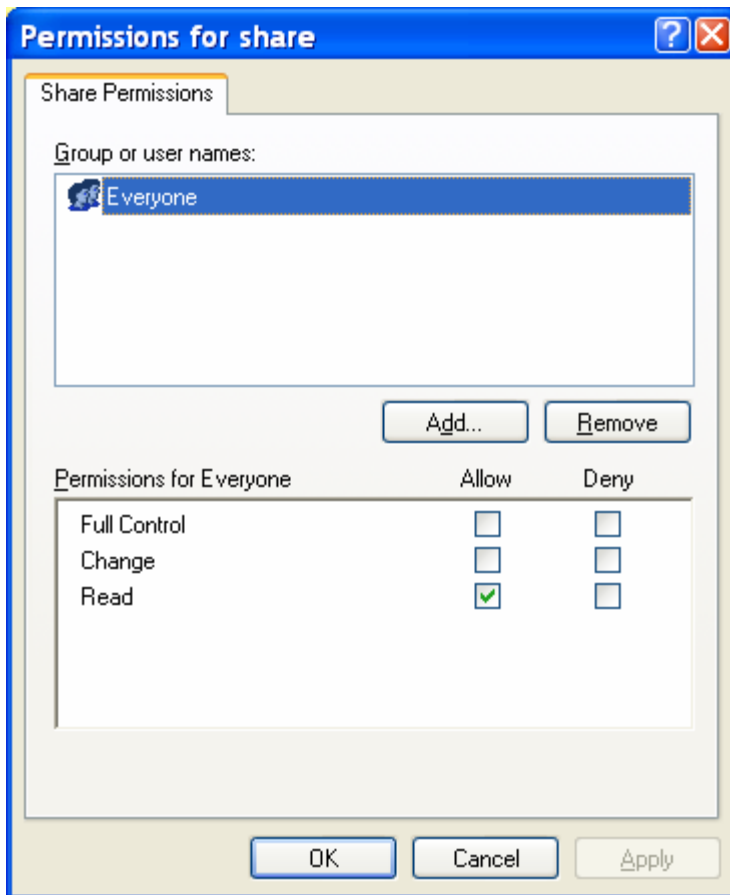 Permissions for share
Share Permissions
Group or user names:
Everyone
Add... Remove
Permissions for Everyone Allow Deny
Full Control
Change
Read
OK Cancel Apply